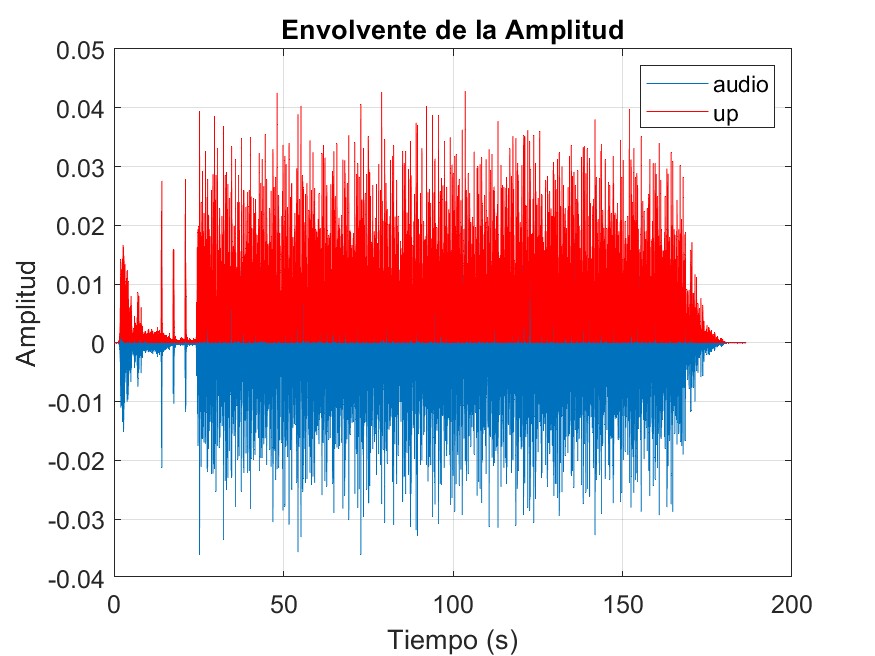 Envolvente de la Amplitud
audio
up
0.05
0.04
0.03
0.02
0.01
0
-0.01
-0.02
-0.03
-0.04
Amplitud
0 50 100 150 200
Tiempo (s)